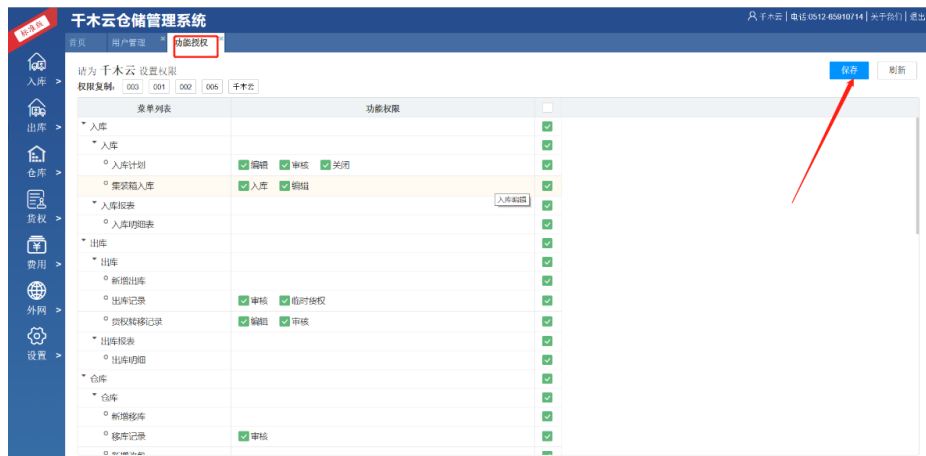 标准版
千木云仓储管理系统
千木云 | 电话:0512-65910714 | 关于我们 | 退出
首页 用户管理 × 功能授权 ×
请为 千木云 设置权限
保存 刷新
权限复制: 003 001 002 005 千木云
菜单列表 功能权限
入库 >
出库 >
仓库 >
货权 >
费用 >
外网 >
设置 >
入库
入库
入库计划 编辑 审核 关闭
集装箱入库 入库 编辑
入库编辑
入库报表
入库明细表
出库
出库
新增出库
出库记录 审核 临时授权
货权转移记录 编辑 审核
出库报表
出库明细
仓库
仓库
新增移库
移库记录 审核